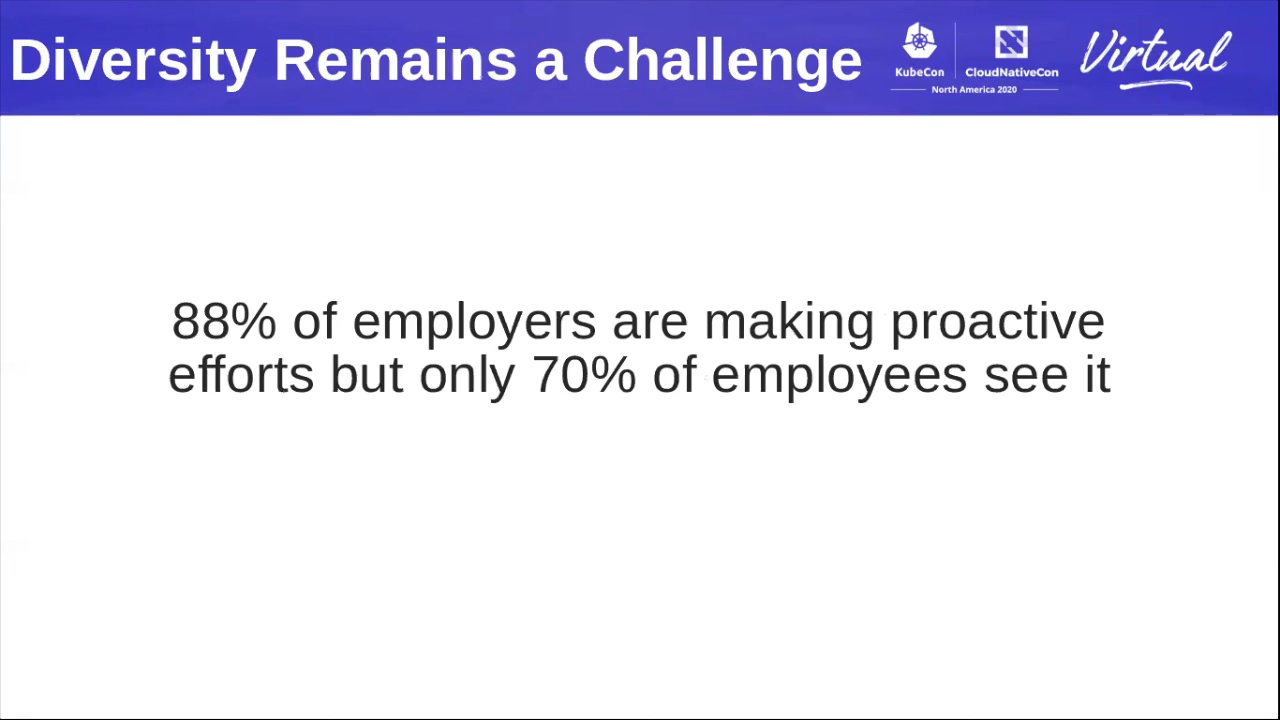 Diversity Remains a Challenge
KubeCon
CloudNativeCon
North America 2020
Virtual
88% of employers are making proactive
efforts but only 70% of employees see it